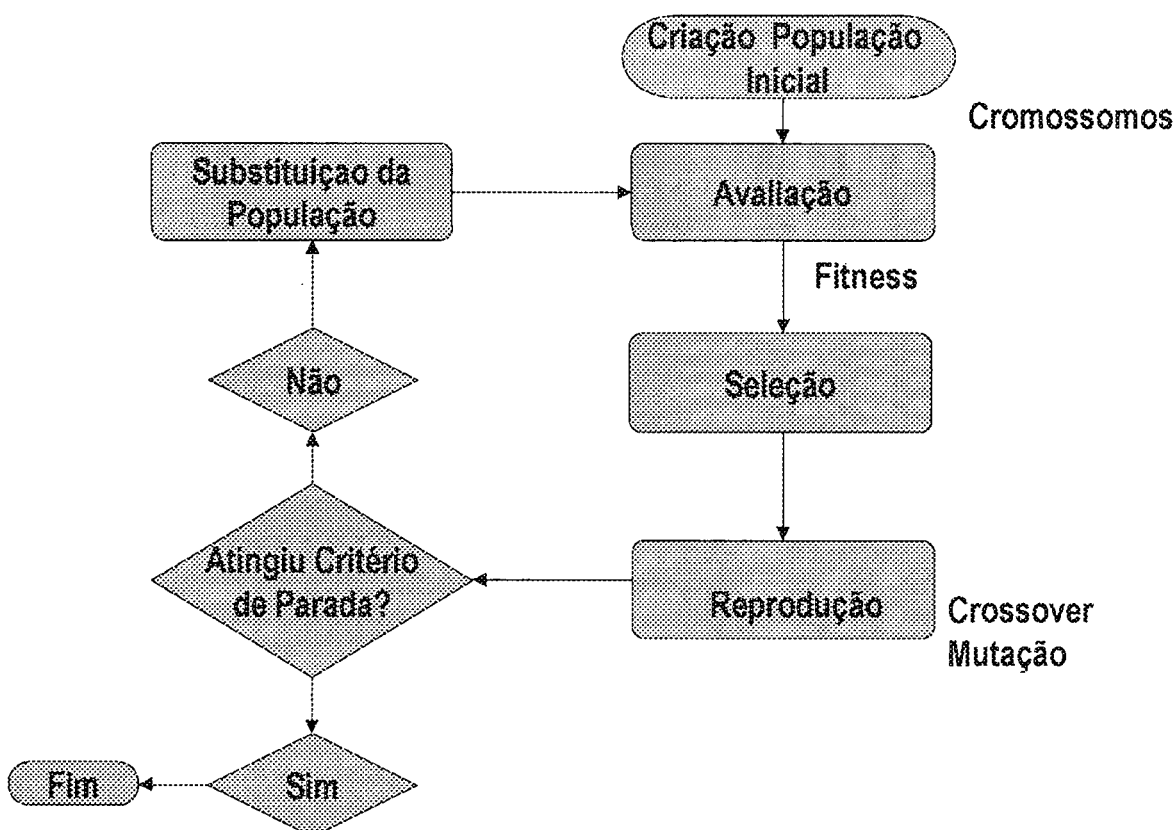 Criação População
Inicial
Cromossomos
Substituiçao da
População
Avaliação
Fitness
Não
Seleção
Atingiu Critério
de Parada?
Reprodução
Crossover
Mutação
Fim
Sim